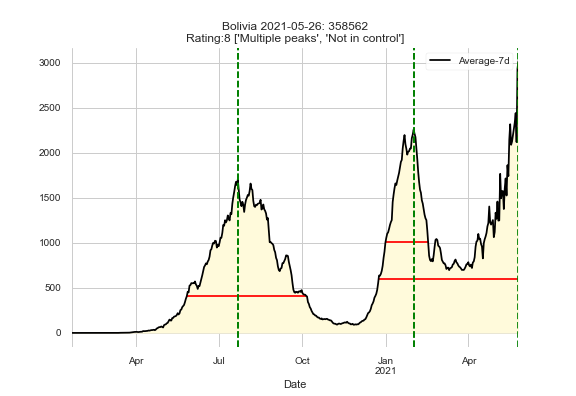 Bolivia 2021-05-26: 358562
Rating:8 ['Multiple peaks', 'Not in control']
Average-7d
3000
2500
2000
1500
1000
500
0
Apr
Jul
Oct
Jan
2021
Apr
Date